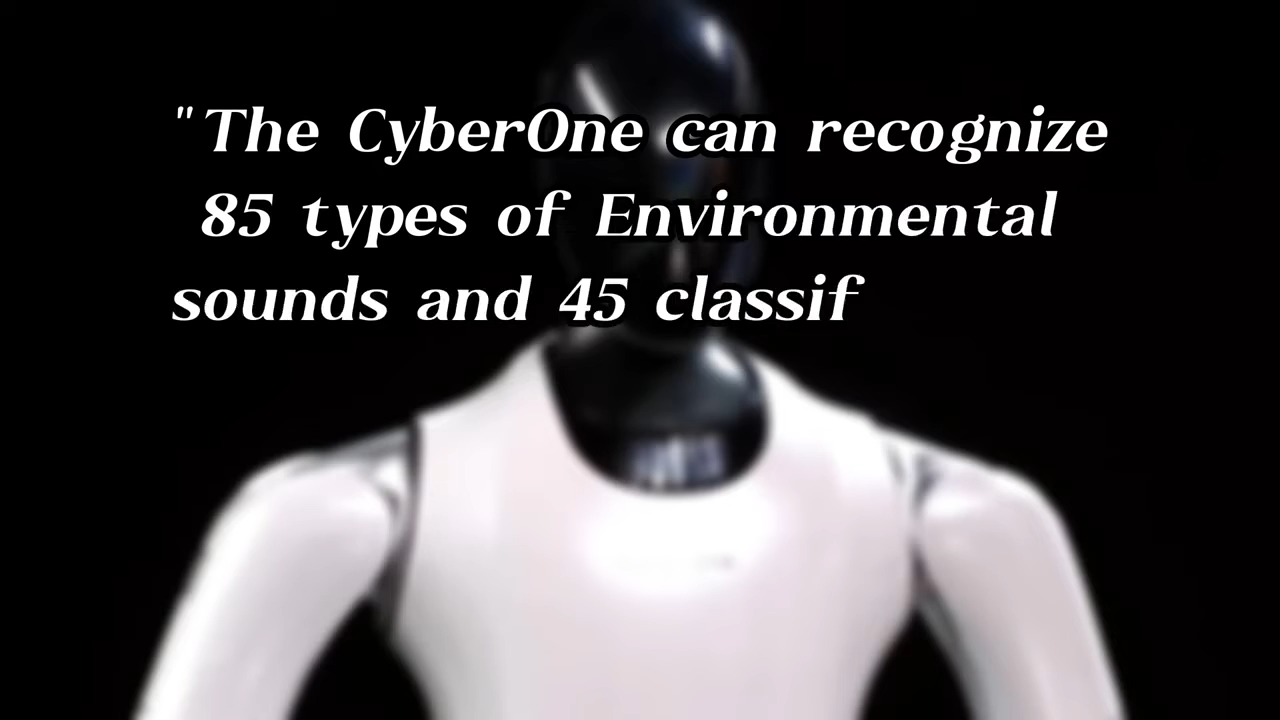 "The CyberOne can recognize
85 types of Environmental
sounds and 45 classif